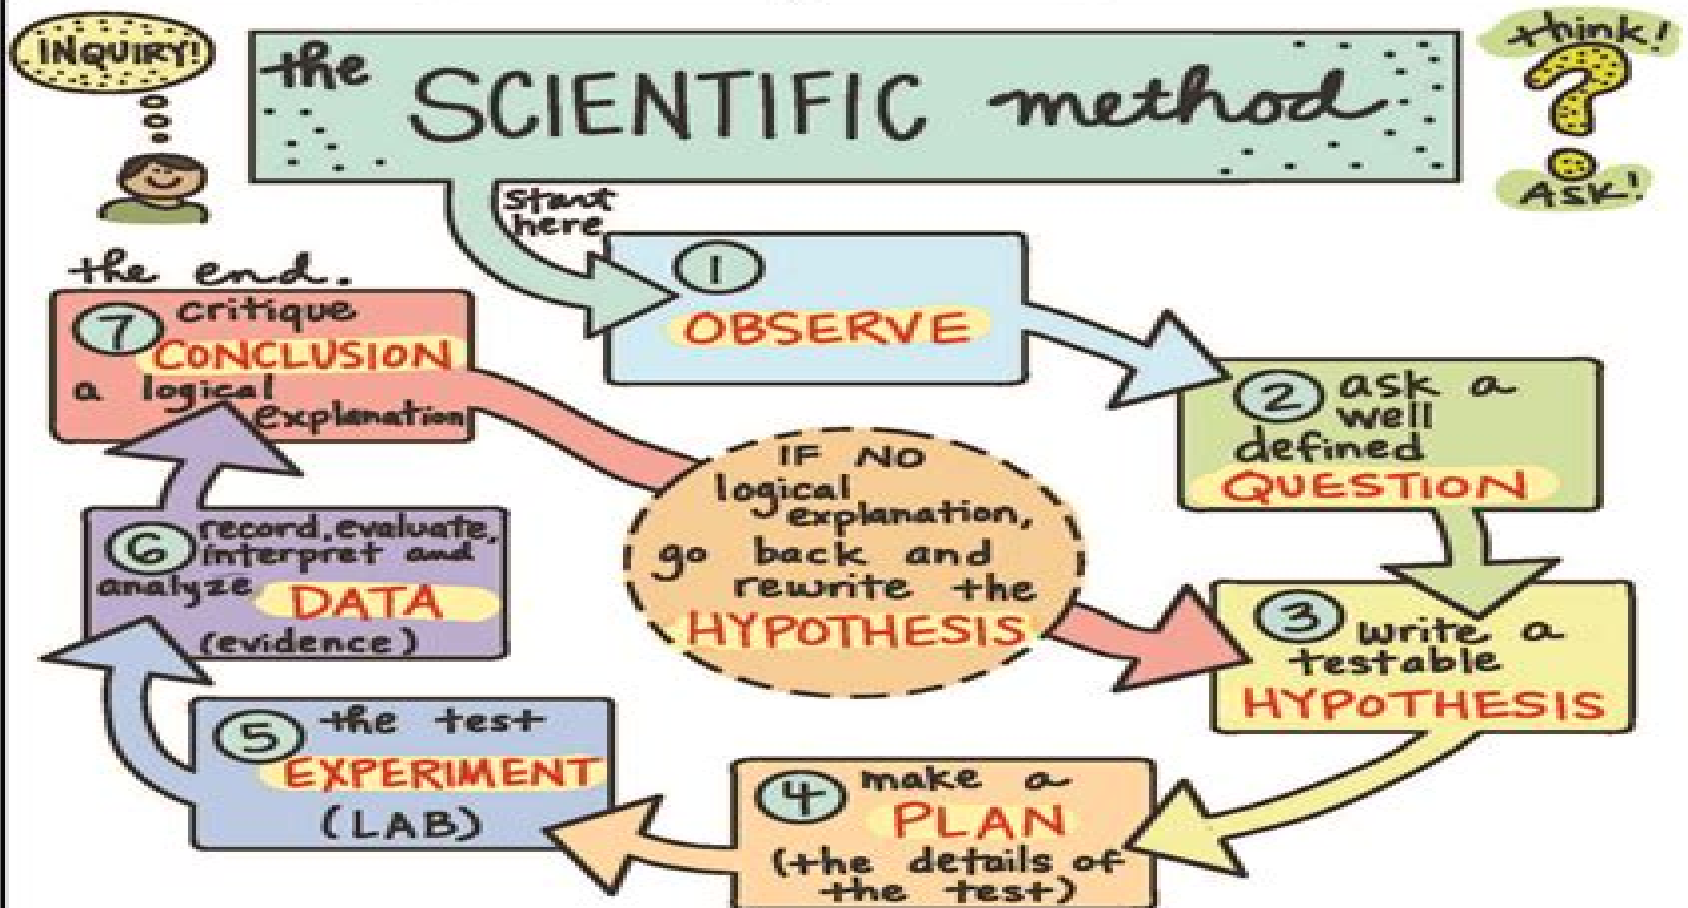 INQUIRY!
the SCIENTIFIC method
think!
?
ASK!
start
here
1
OBSERVE
2 ask a
well
defined
QUESTION
3 write a
testable
HYPOTHESIS
4 make a
PLAN
(the details of
the test)
5 the test
EXPERIMENT
(LAB)
6 record, evaluate,
interpret and
analyze DATA
(evidence)
the end.
7 critique
CONCLUSION
a logical
explanation
IF NO
logical
explanation,
go back and
rewrite the
HYPOTHESIS